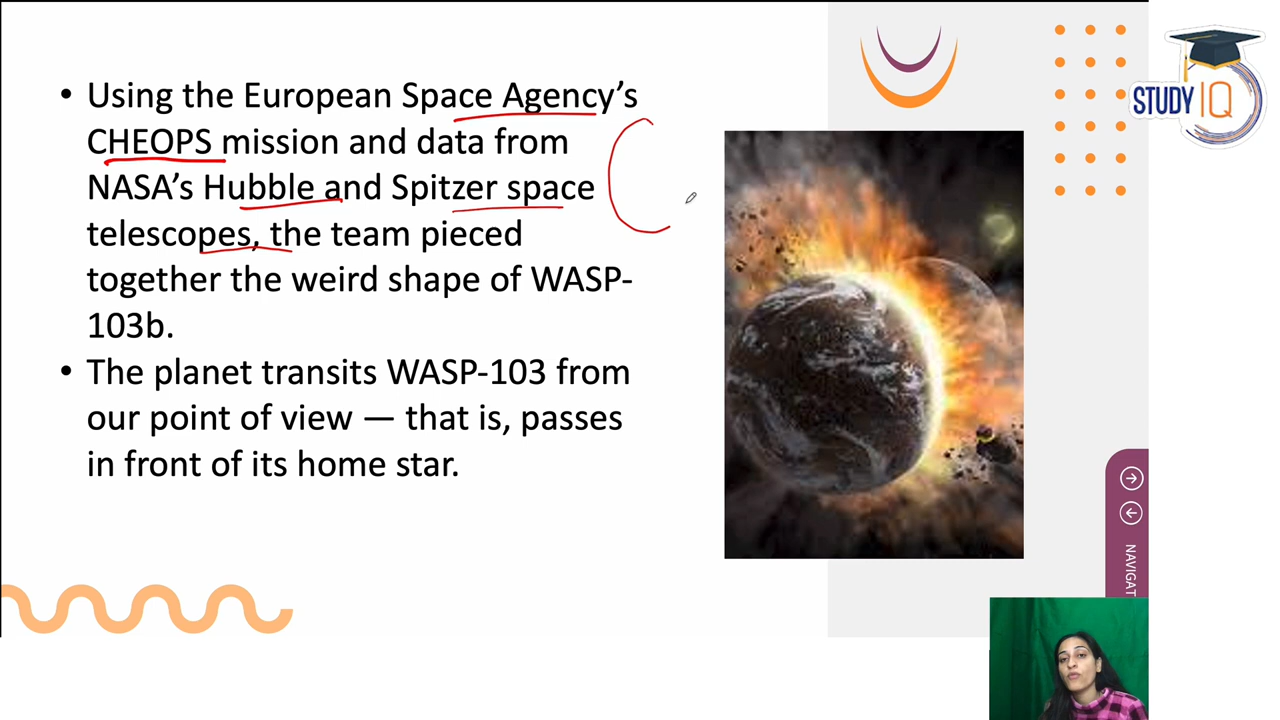 • Using the European Space Agency’s
CHEOPS mission and data from
NASA’s Hubble and Spitzer space
telescopes, the team pieced
together the weird shape of WASP-
103b.
• The planet transits WASP-103 from
our point of view — that is, passes
in front of its home star.
STUDY IQ
NAVIGAT